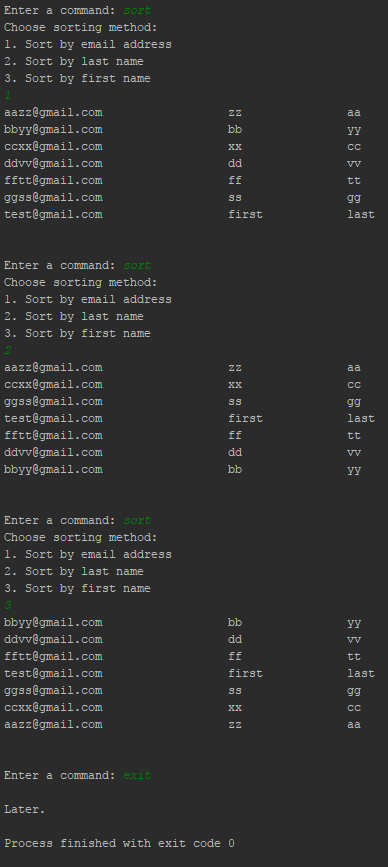 Enter a command: sort
Choose sorting method:
1. Sort by email address
2. Sort by last name
3. Sort by first name
1
aazz@gmail.com zz aa
bbyy@gmail.com bb yy
ccxx@gmail.com xx cc
ddvv@gmail.com dd vv
fftt@gmail.com ff tt
ggss@gmail.com ss gg
test@gmail.com first last
Enter a command: sort
Choose sorting method:
1. Sort by email address
2. Sort by last name
3. Sort by first name
2
aazz@gmail.com zz aa
ccxx@gmail.com xx cc
ggss@gmail.com ss gg
test@gmail.com first last
fftt@gmail.com ff tt
ddvv@gmail.com dd vv
bbyy@gmail.com bb yy
Enter a command: sort
Choose sorting method:
1. Sort by email address
2. Sort by last name
3. Sort by first name
3
bbyy@gmail.com bb yy
ddvv@gmail.com dd vv
fftt@gmail.com ff tt
test@gmail.com first last
ggss@gmail.com ss gg
ccxx@gmail.com xx cc
aazz@gmail.com zz aa
Enter a command: exit
Later.
Process finished with exit code 0